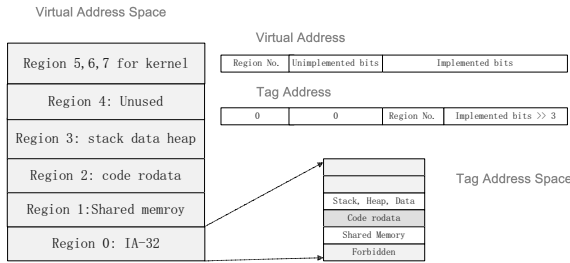 Virtual Address Space
Virtual Address
Region 5,6,7 for kernel
Region No. Unimplemented bits Implemented bits
Region 4: Unused
Tag Address
0 0 Region No. Implemented bits >> 3
Region 3: stack data heap
Region 2: code rodata
Tag Address Space
Stack, Heap, Data
Region 1:Shared memroy
Code rodata
Shared Memory
Region 0: IA-32
Forbidden